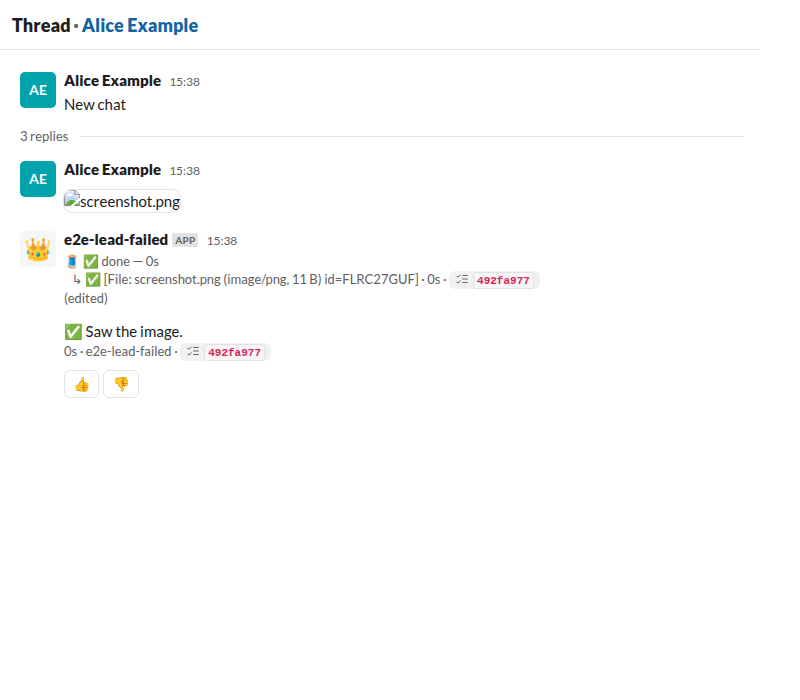 Thread • Alice Example
AE
Alice Example 15:38
New chat
3 replies
AE
Alice Example 15:38
screenshot.png
e2e-lead-failed APP 15:38
🧵 ✅ done — 0s
↳ ✅ [File: screenshot.png (image/png, 11 B) id=FLRC27GUF] · 0s · 492fa977
(edited)
✅ Saw the image.
0s · e2e-lead-failed · 492fa977
👍 👎